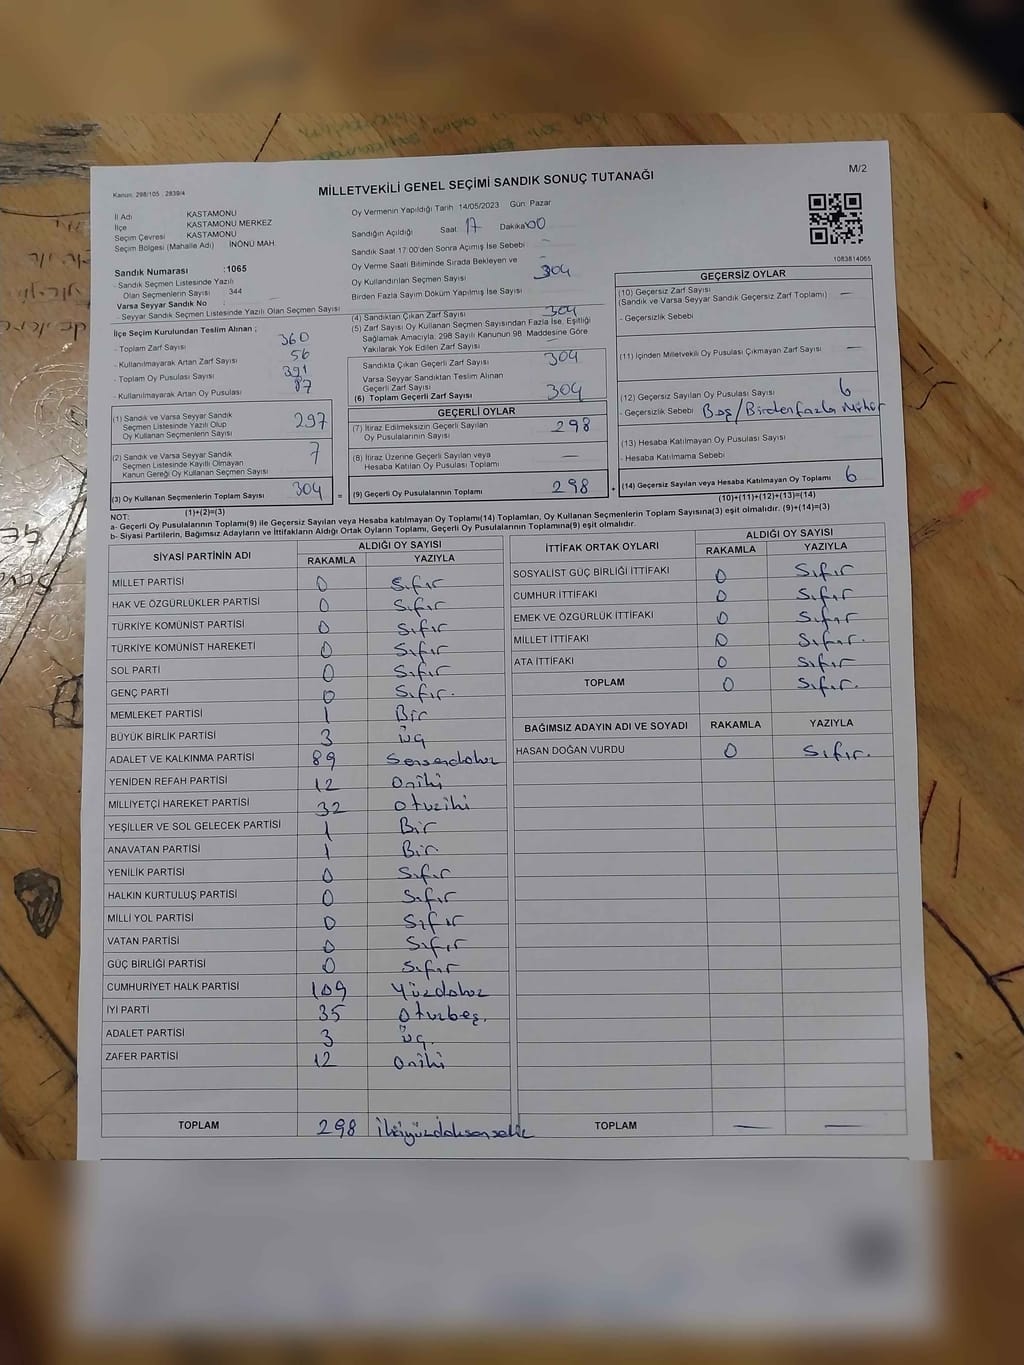 M/2
Kanun: 298/105 , 2839/4
MİLLETVEKİLİ GENEL SEÇİMİ SANDIK SONUÇ TUTANAĞI
İl Adı KASTAMONU
İlçe KASTAMONU MERKEZ
Seçim Çevresi KASTAMONU
Seçim Bölgesi (Mahalle Adı) İNÖNÜ MAH.
Sandık Numarası :1065
- Sandık Seçmen Listesinde Yazılı
Olan Seçmenlerin Sayısı : 344
Varsa Seyyar Sandık No :
- Seyyar Sandık Seçmen Listesinde Yazılı Olan Seçmen Sayısı
Oy Vermenin Yapıldığı Tarih :14/05/2023 Gün: Pazar
Sandığın Açıldığı Saat: 17 Dakika: 00
Sandık Saat 17:00'den Sonra Açımış İse Sebebi -
Oy Verme Saati Bitiminde Sırada Bekleyen ve
Oy Kullandırılan Seçmen Sayısı 304
Birden Fazla Sayım Döküm Yapılmış İse Sayısı
1083814065
İlçe Seçim Kurulundan Teslim Alınan ;
- Toplam Zarf Sayısı 360
- Kullanılmayarak Artan Zarf Sayısı 56
- Toplam Oy Pusulası Sayısı 391
- Kullanılmayarak Artan Oy Pusulası 87
(1) Sandık ve Varsa Seyyar Sandık
Seçmen Listesinde Yazılı Olup
Oy Kullanan Seçmenlerin Sayısı 297
(2) Sandık ve Varsa Seyyar Sandık
Seçmen Listesinde Kayıtlı Olmayan
Kanun Gereği Oy Kullanan Seçmen Sayısı 7
(3) Oy Kullanan Seçmenlerin Toplam Sayısı 304 =
(1)+(2)=(3)
(4) Sandıktan Çıkan Zarf Sayısı 304
(5) Zarf Sayısı Oy Kullanan Seçmen Sayısından Fazla İse, Eşitliği
Sağlamak Amacıyla; 298 Sayılı Kanunun 98. Maddesine Göre
Yakılarak Yok Edilen Zarf Sayısı
Sandıkta Çıkan Geçerli Zarf Sayısı 304
Varsa Seyyar Sandıktan Teslim Alınan
Geçerli Zarf Sayısı
(6) Toplam Geçerli Zarf Sayısı 304
GEÇERLİ OYLAR
(7) İtiraz Edilmeksizin Geçerli Sayılan
Oy Pusulalarının Sayısı 298
(8) İtiraz Üzerine Geçerli Sayılan veya
Hesaba Katılan Oy Pusulası Toplamı —
(9) Geçerli Oy Pusulalarının Toplamı 298 +
GEÇERSİZ OYLAR
(10) Geçersiz Zarf Sayısı
(Sandık ve Varsa Seyyar Sandık Geçersiz Zarf Toplamı) —
- Geçersizlik Sebebi
(11) İçinden Milletvekili Oy Pusulası Çıkmayan Zarf Sayısı —
(12) Geçersiz Sayılan Oy Pusulası Sayısı 6
- Geçersizlik Sebebi Boş/Birden fazla Mühür
(13) Hesaba Katılmayan Oy Pusulası Sayısı
- Hesaba Katılmama Sebebi
(14) Geçersiz Sayılan veya Hesaba Katılmayan Oy Toplamı 6
(10)+(11)+(12)+(13)=(14)
NOT:
a- Geçerli Oy Pusulalarının Toplamı(9) ile Geçersiz Sayılan veya Hesaba katılmayan Oy Toplamı(14) Toplamları, Oy Kullanan Seçmenlerin Toplam Sayısına(3) eşit olmalıdır. (9)+(14)=(3)
b- Siyasi Partilerin, Bağımsız Adayların ve İttifakların Aldığı Ortak Oyların Toplamı, Geçerli Oy Pusulalarının Toplamına(9) eşit olmalıdır.
SİYASİ PARTİNİN ADI ALDIĞI OY SAYISI
RAKAMLA YAZIYLA
MİLLET PARTİSİ 0 Sıfır
HAK VE ÖZGÜRLÜKLER PARTİSİ 0 Sıfır
TÜRKİYE KOMÜNİST PARTİSİ 0 Sıfır
TÜRKİYE KOMÜNİST HAREKETİ 0 Sıfır
SOL PARTİ 0 Sıfır
GENÇ PARTİ 0 Sıfır.
MEMLEKET PARTİSİ 1 Bir
BÜYÜK BİRLİK PARTİSİ 3 üç
ADALET VE KALKINMA PARTİSİ 89 Seksendokuz
YENİDEN REFAH PARTİSİ 12 Oniki
MİLLİYETÇİ HAREKET PARTİSİ 32 Otuziki
YEŞİLLER VE SOL GELECEK PARTİSİ 1 Bir
ANAVATAN PARTİSİ 1 Bir.
YENİLİK PARTİSİ 0 Sıfır
HALKIN KURTULUŞ PARTİSİ 0 Sıfır
MİLLİ YOL PARTİSİ 0 Sıfır
VATAN PARTİSİ 0 Sıfır
GÜÇ BİRLİĞİ PARTİSİ 0 Sıfır
CUMHURİYET HALK PARTİSİ 109 Yüzdokuz
İYİ PARTİ 35 Otuzbeş.
ADALET PARTİSİ 3 üç.
ZAFER PARTİSİ 12 Oniki
TOPLAM 298 İkiyüzdoksansekiz
İTTİFAK ORTAK OYLARI ALDIĞI OY SAYISI
RAKAMLA YAZIYLA
SOSYALİST GÜÇ BİRLİĞİ İTTİFAKI 0 Sıfır
CUMHUR İTTİFAKI 0 Sıfır
EMEK VE ÖZGÜRLÜK İTTİFAKI 0 Sıfır
MİLLET İTTİFAKI 0 Sıfır.
ATA İTTİFAKI 0 Sıfır
TOPLAM 0 Sıfır.
BAĞIMSIZ ADAYIN ADI VE SOYADI RAKAMLA YAZIYLA
HASAN DOĞAN VURDU 0 Sıfır.
TOPLAM — —